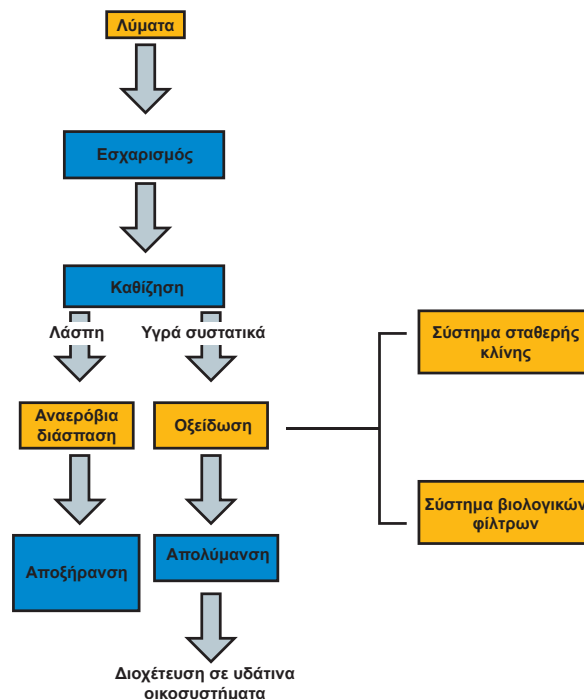 Λύματα
Εσχαρισμός
Καθίζηση
Λάσπη
Υγρά συστατικά
Σύστημα σταθερής
κλίνης
Αναερόβια
διάσπαση
Οξείδωση
Σύστημα βιολογικών
φίλτρων
Αποξήρανση
Απολύμανση
Διοχέτευση σε υδάτινα
οικοσυστήματα